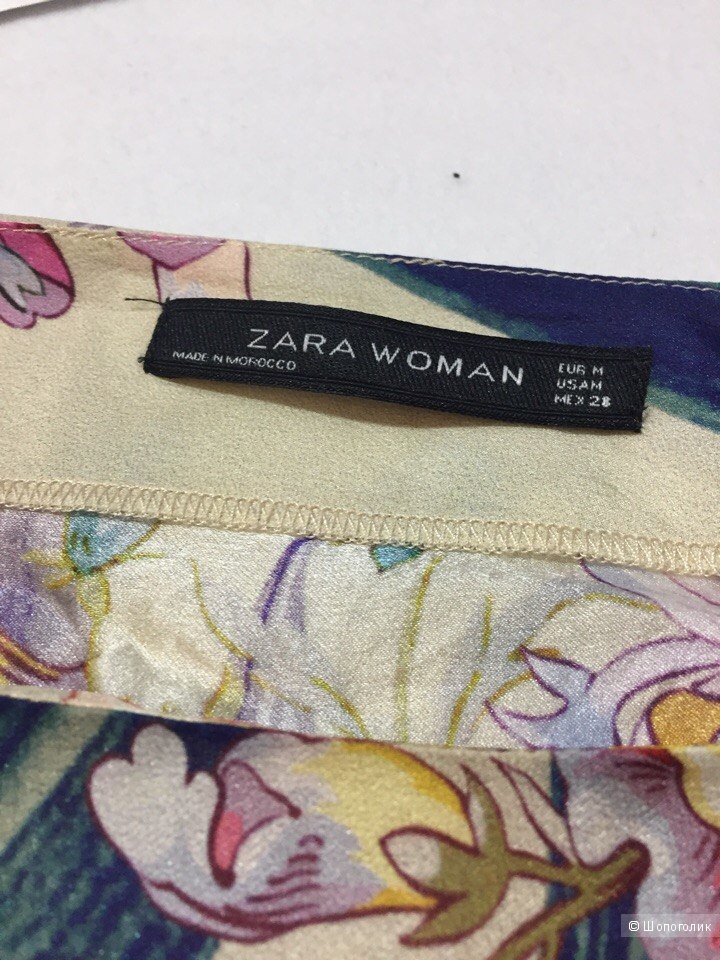 ZARA WOMAN
MADE IN MOROCCO
EUR M
USA M
MEX 28
© Шопоголик